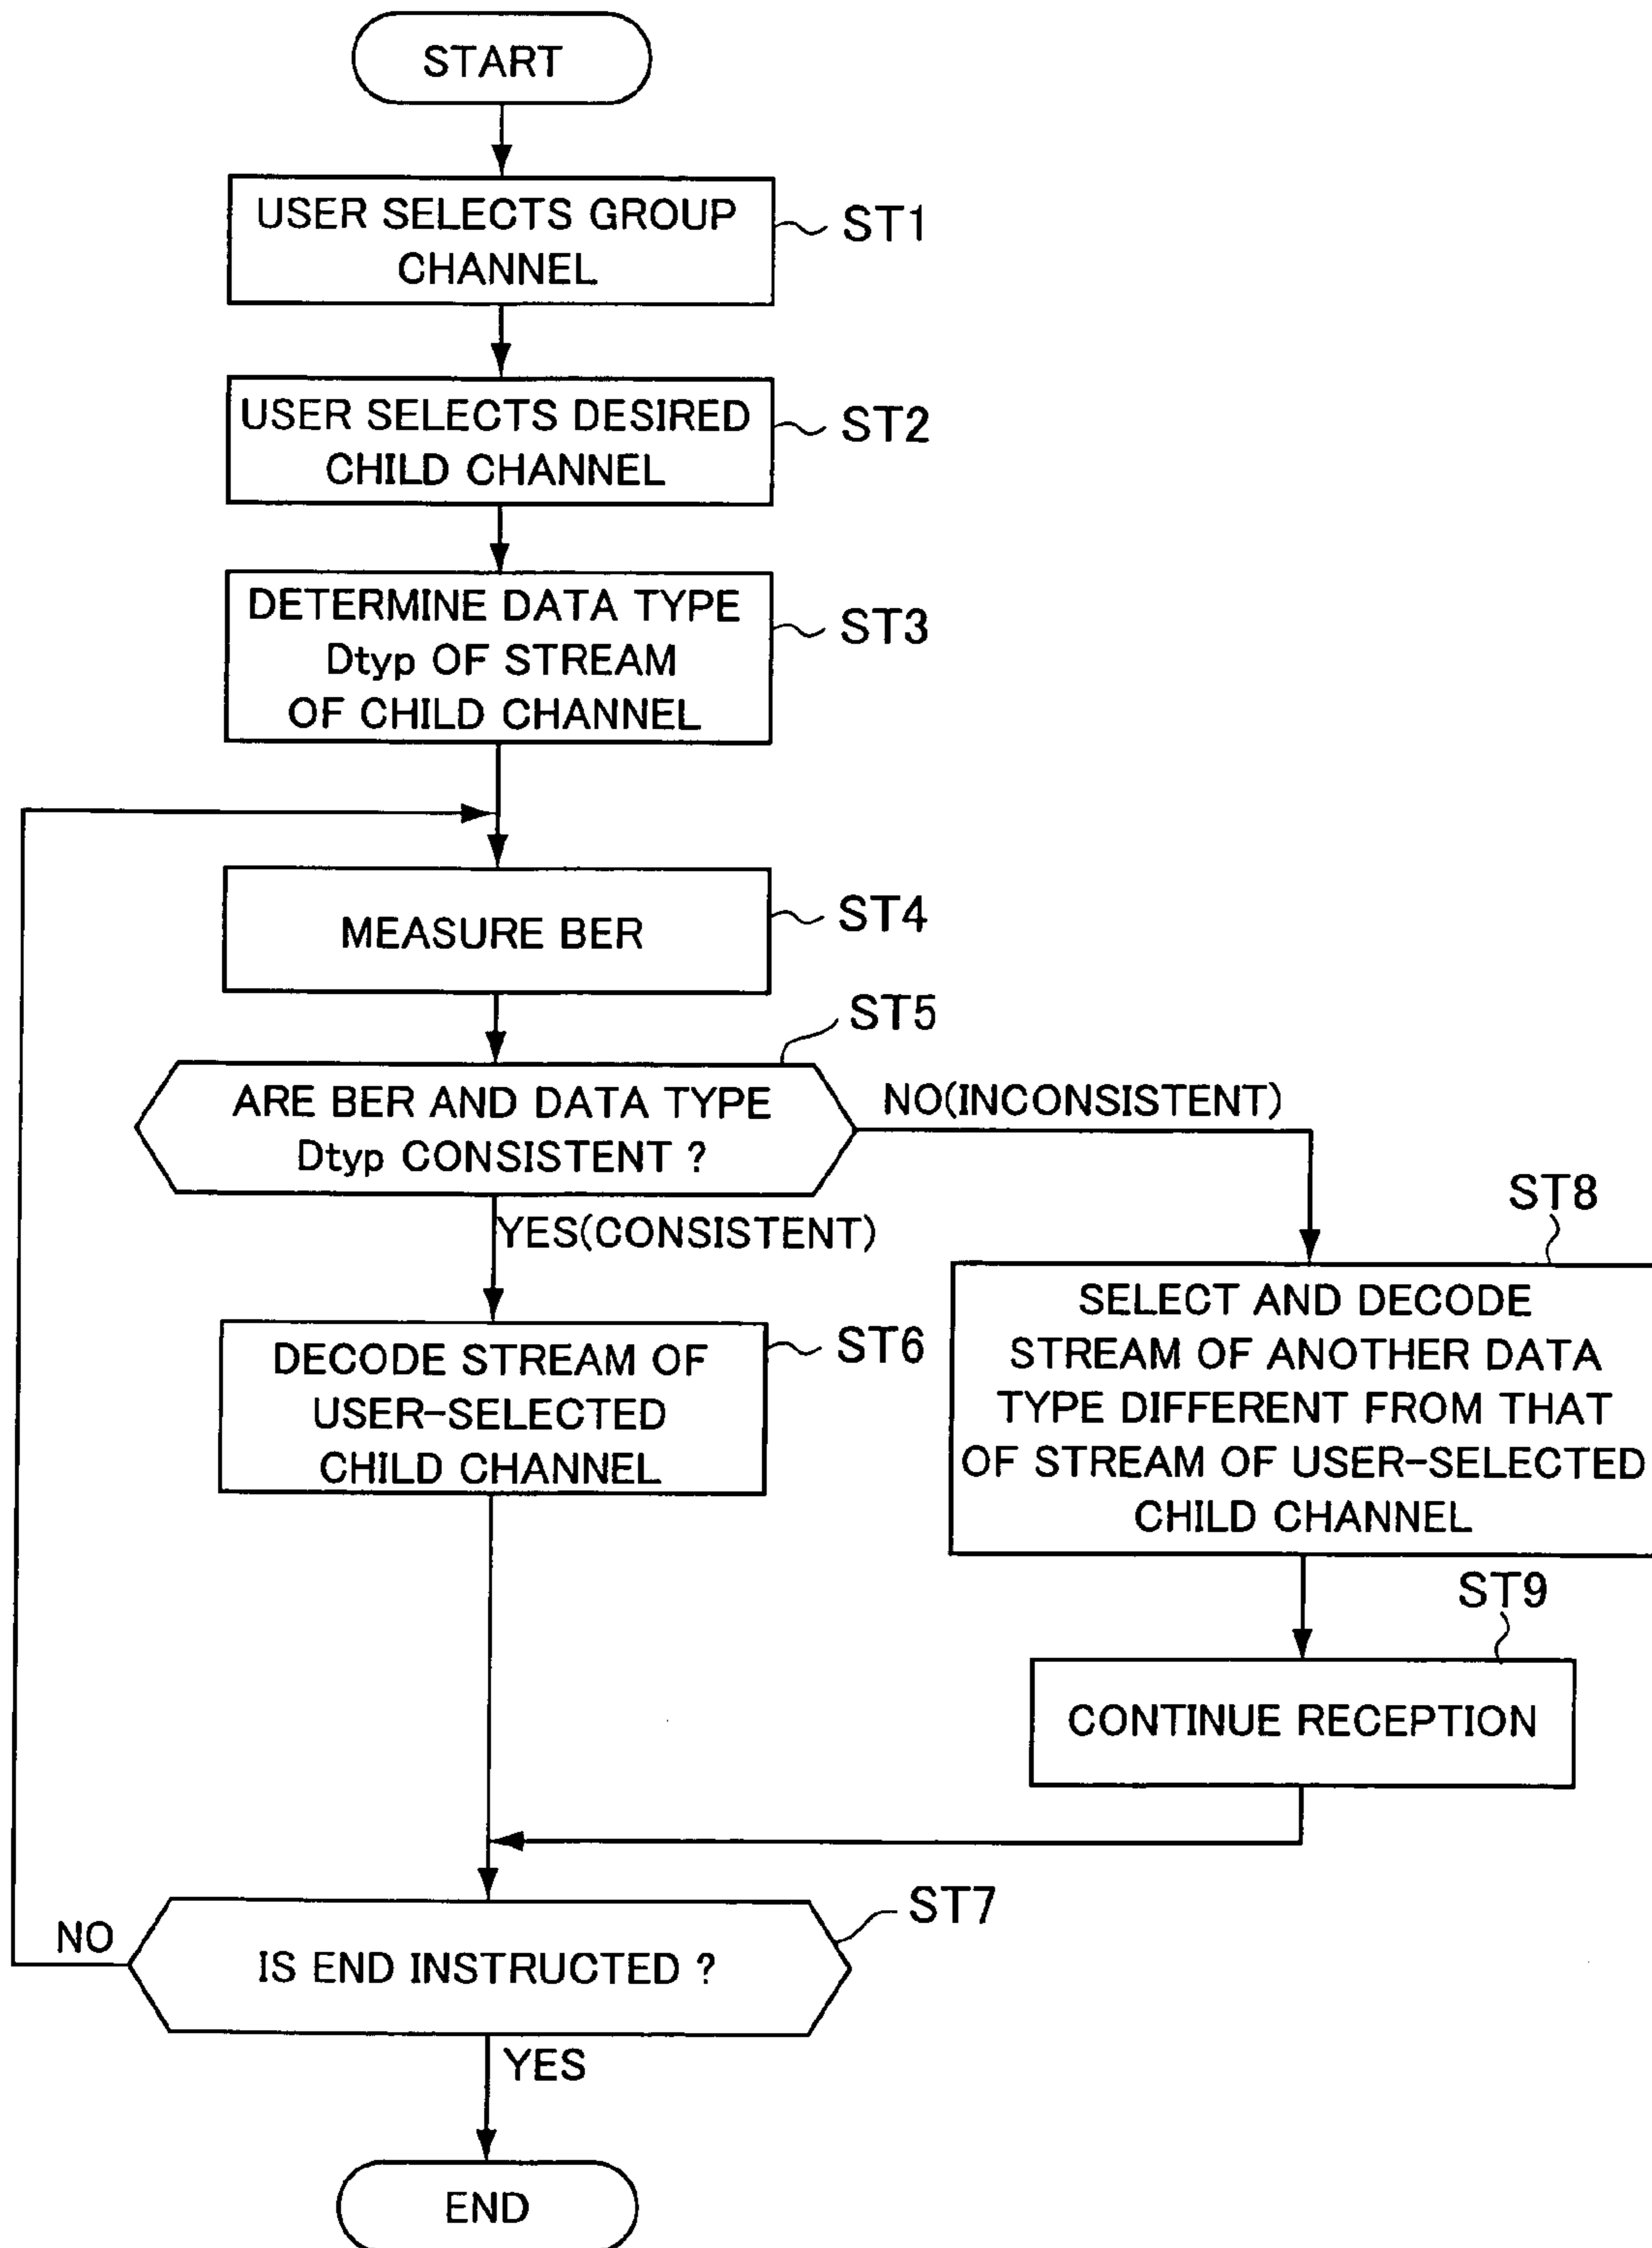 START
USER SELECTS GROUP
CHANNEL
ST1
USER SELECTS DESIRED
CHILD CHANNEL
ST2
DETERMINE DATA TYPE
Dtyp OF STREAM
OF CHILD CHANNEL
ST3
MEASURE BER
ST4
ST5
ARE BER AND DATA TYPE
Dtyp CONSISTENT ?
NO(INCONSISTENT)
YES(CONSISTENT)
DECODE STREAM OF
USER-SELECTED
CHILD CHANNEL
ST6
ST8
SELECT AND DECODE
STREAM OF ANOTHER DATA
TYPE DIFFERENT FROM THAT
OF STREAM OF USER-SELECTED
CHILD CHANNEL
ST9
CONTINUE RECEPTION
ST7
IS END INSTRUCTED ?
NO
YES
END